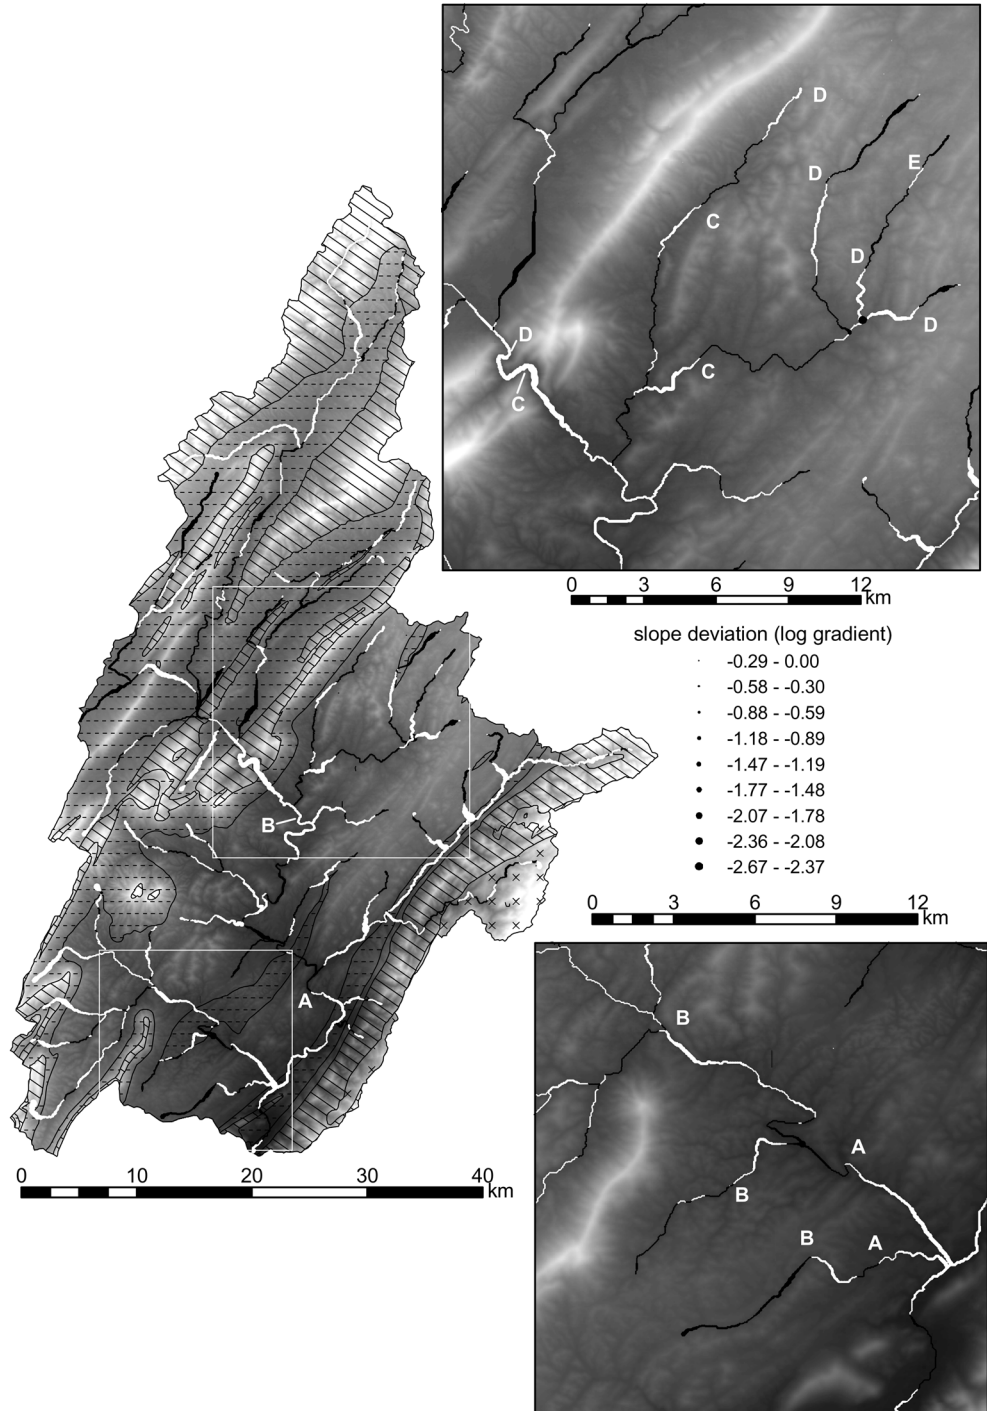 D
D
E
C
D
D
D
C
C
D
0 3 6 9 12
km
slope deviation (log gradient)
-0.29 - 0.00
-0.58 - -0.30
-0.88 - -0.59
-1.18 - -0.89
-1.47 - -1.19
-1.77 - -1.48
-2.07 - -1.78
-2.36 - -2.08
-2.67 - -2.37
B
A
0 10 20 30 40
km
0 3 6 9 12
km
B
A
B
B
A